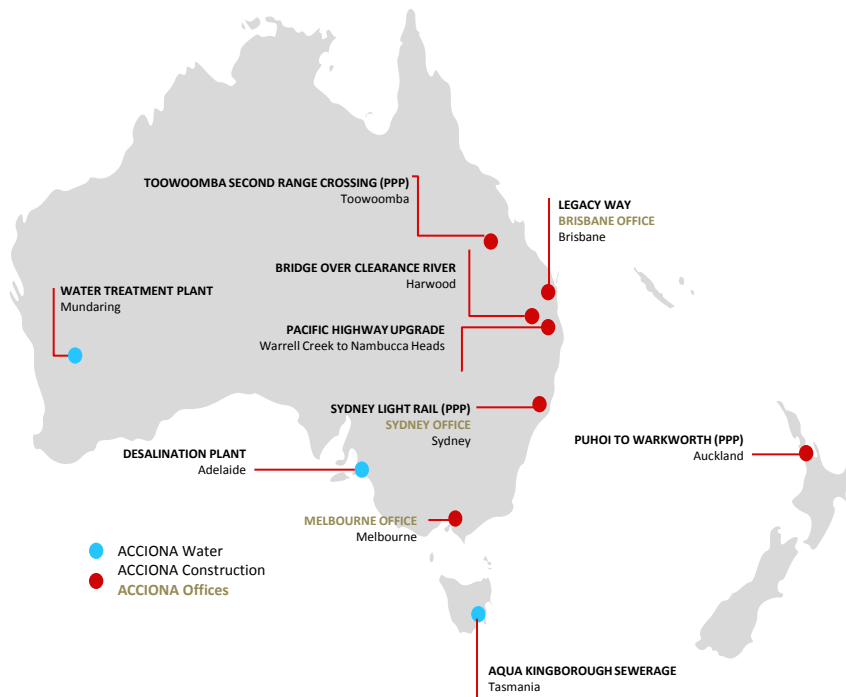 TOOWOOMBA SECOND RANGE CROSSING (PPP)
Toowoomba
LEGACY WAY
BRISBANE OFFICE
Brisbane
BRIDGE OVER CLEARANCE RIVER
Harwood
WATER TREATMENT PLANT
Mundaring
PACIFIC HIGHWAY UPGRADE
Warrell Creek to Nambucca Heads
SYDNEY LIGHT RAIL (PPP)
SYDNEY OFFICE
Sydney
PUHOI TO WARKWORTH (PPP)
Auckland
DESALINATION PLANT
Adelaide
MELBOURNE OFFICE
Melbourne
ACCIONA Water
ACCIONA Construction
ACCIONA Offices
AQUA KINGBOROUGH SEWERAGE
Tasmania